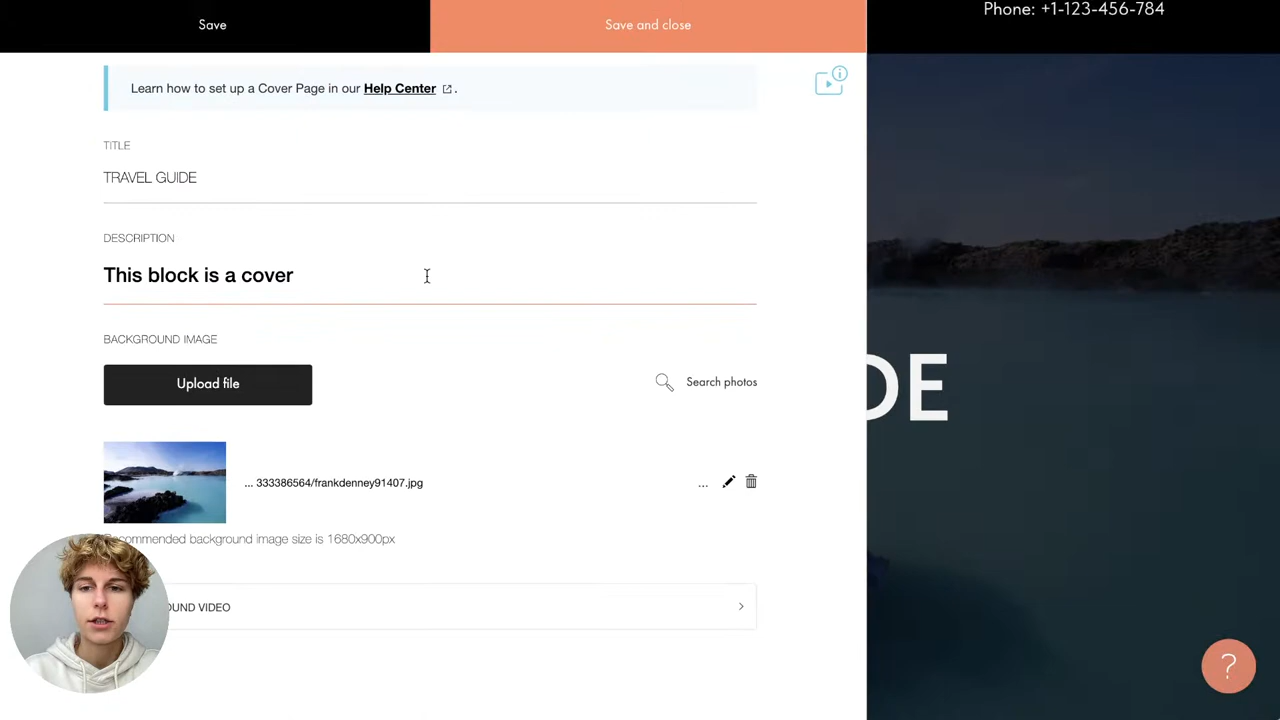 Save
Save and close
Phone: +1-123-456-784
Learn how to set up a Cover Page in our Help Center .
TITLE
TRAVEL GUIDE
DESCRIPTION
This block is a cover
BACKGROUND IMAGE
Upload file
Search photos
DE
... 333386564/frankdenney91407.jpg
...
Recommended background image size is 1680x900px
OUND VIDEO
?